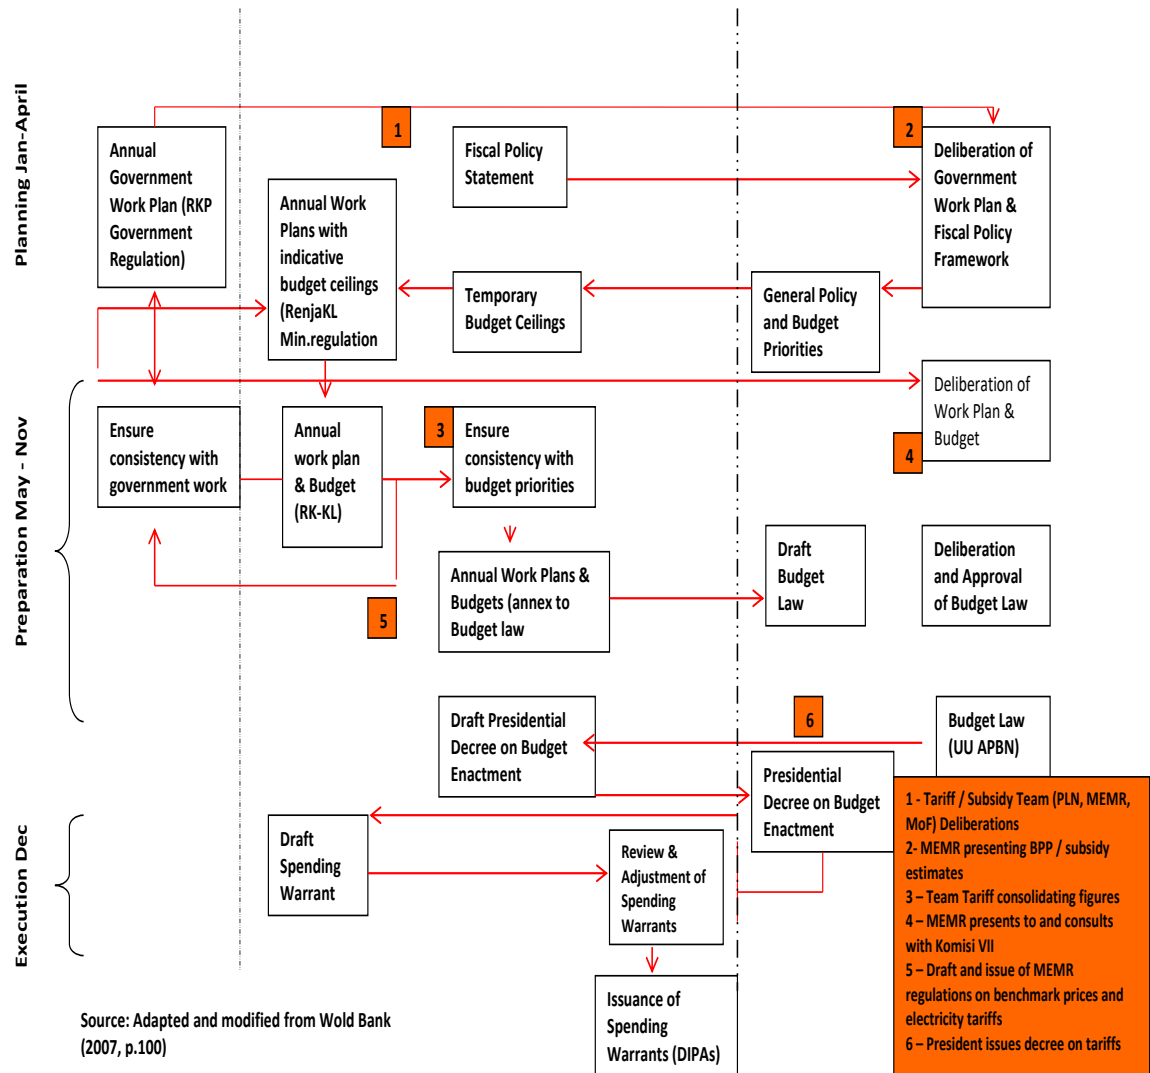 Planning Jan-April
1
2
Annual
Government
Work Plan (RKP
Government
Regulation)
Annual Work
Plans with
indicative
budget ceilings
(RenjaKL
Min.regulation
Fiscal Policy
Statement
Deliberation of
Government
Work Plan &
Fiscal Policy
Framework
Temporary
Budget Ceilings
General Policy
and Budget
Priorities
Preparation May - Nov
Ensure
consistency with
government work
Annual
work plan
& Budget
(RK-KL)
3
Ensure
consistency with
budget priorities
Deliberation of
Work Plan &
Budget
4
5
Annual Work Plans &
Budgets (annex to
Budget law
Draft
Budget
Law
Deliberation
and Approval
of Budget Law
Draft Presidential
Decree on Budget
Enactment
6
Budget Law
(UU APBN)
Presidential
Decree on Budget
Enactment
Execution Dec
Draft
Spending
Warrant
Review &
Adjustment of
Spending
Warrants
Issuance of
Spending
Warrants (DIPAs)
1 - Tariff / Subsidy Team (PLN, MEMR,
MoF) Deliberations
2- MEMR presenting BPP / subsidy
estimates
3 – Team Tariff consolidating figures
4 – MEMR presents to and consults
with Komisi VII
5 – Draft and issue of MEMR
regulations on benchmark prices and
electricity tariffs
6 – President issues decree on tariffs
Source: Adapted and modified from Wold Bank
(2007, p.100)